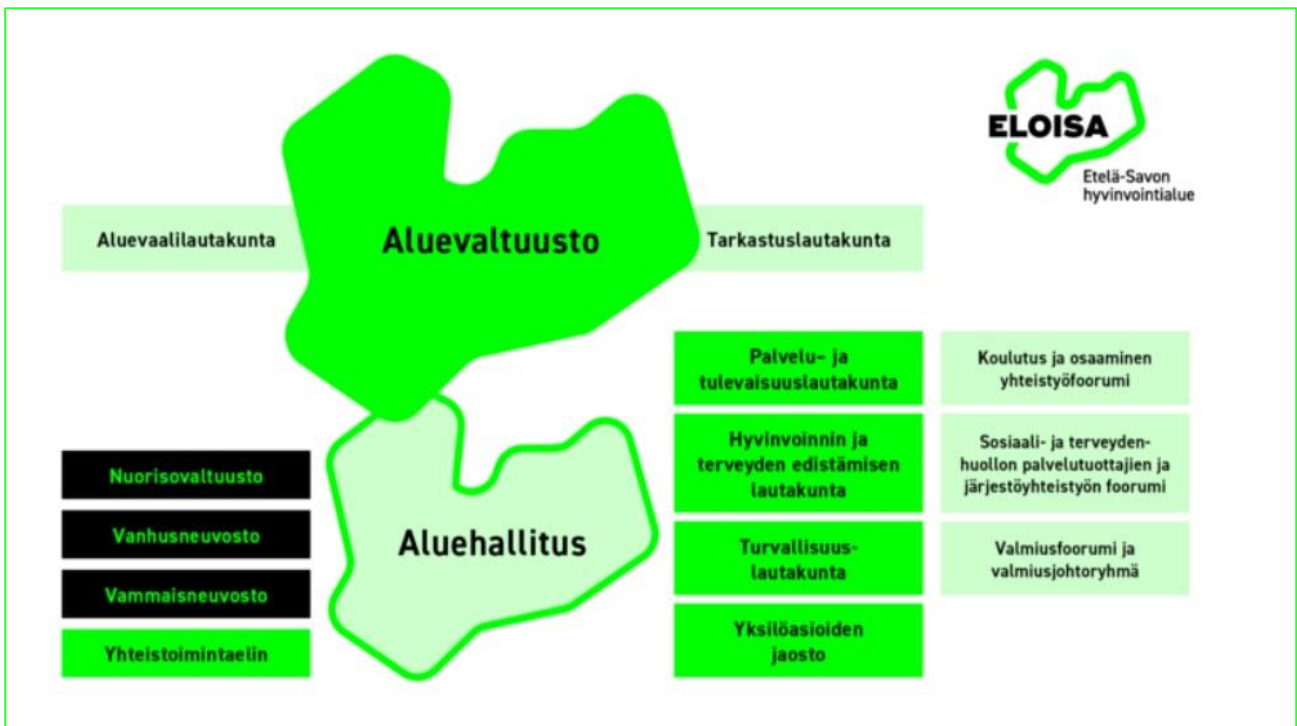 ELOISA
Etelä-Savon
hyvinvointialue
Aluevaalilautakunta
Aluevaltuusto
Tarkastuslautakunta
Palvelu- ja
tulevaisuuslautakunta
Koulutus ja osaaminen
yhteistyöfoorumi
Hyvinvoinnin ja
terveyden edistämisen
lautakunta
Sosiaali- ja terveyden-
huollon palvelutuottajien ja
järjestöyhteistyön foorumi
Nuorisovaltuusto
Vanhusneuvosto
Vammaisneuvosto
Yhteistoimintaelin
Aluehallitus
Turvallisuus-
lautakunta
Valmiusfoorumi ja
valmiusjohtoryhmä
Yksilöasioiden
jaosto